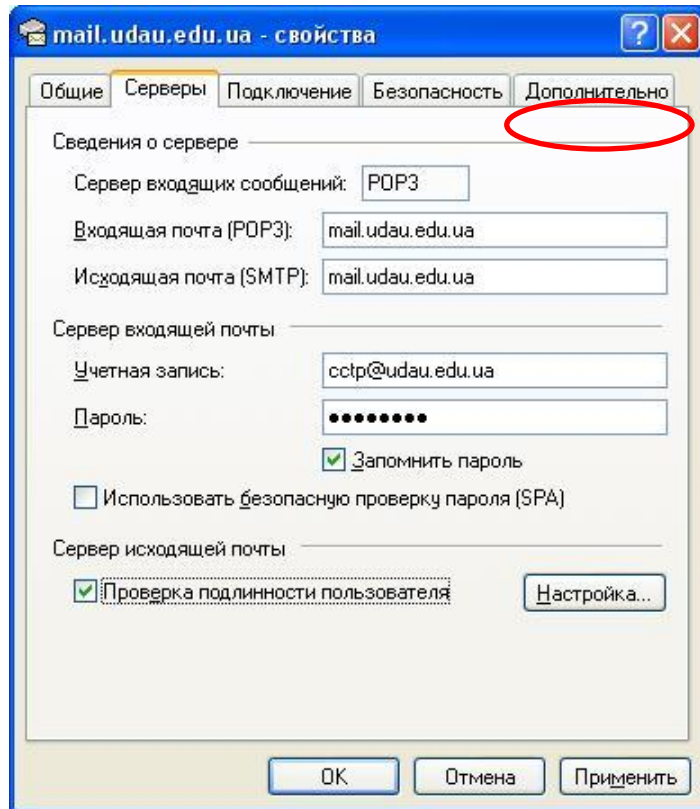 mail.udau.edu.ua - свойства
Общие Серверы Подключение Безопасность Дополнительно
Сведения о сервере
Сервер входящих сообщений: POP3
Входящая почта (POP3): mail.udau.edu.ua
Исходящая почта (SMTP): mail.udau.edu.ua
Сервер входящей почты
Учетная запись: cctp@udau.edu.ua
Пароль: ●●●●●●●●
Запомнить пароль
Использовать безопасную проверку пароля (SPA)
Сервер исходящей почты
Проверка подлинности пользователя Настройка...
OK Отмена Применить